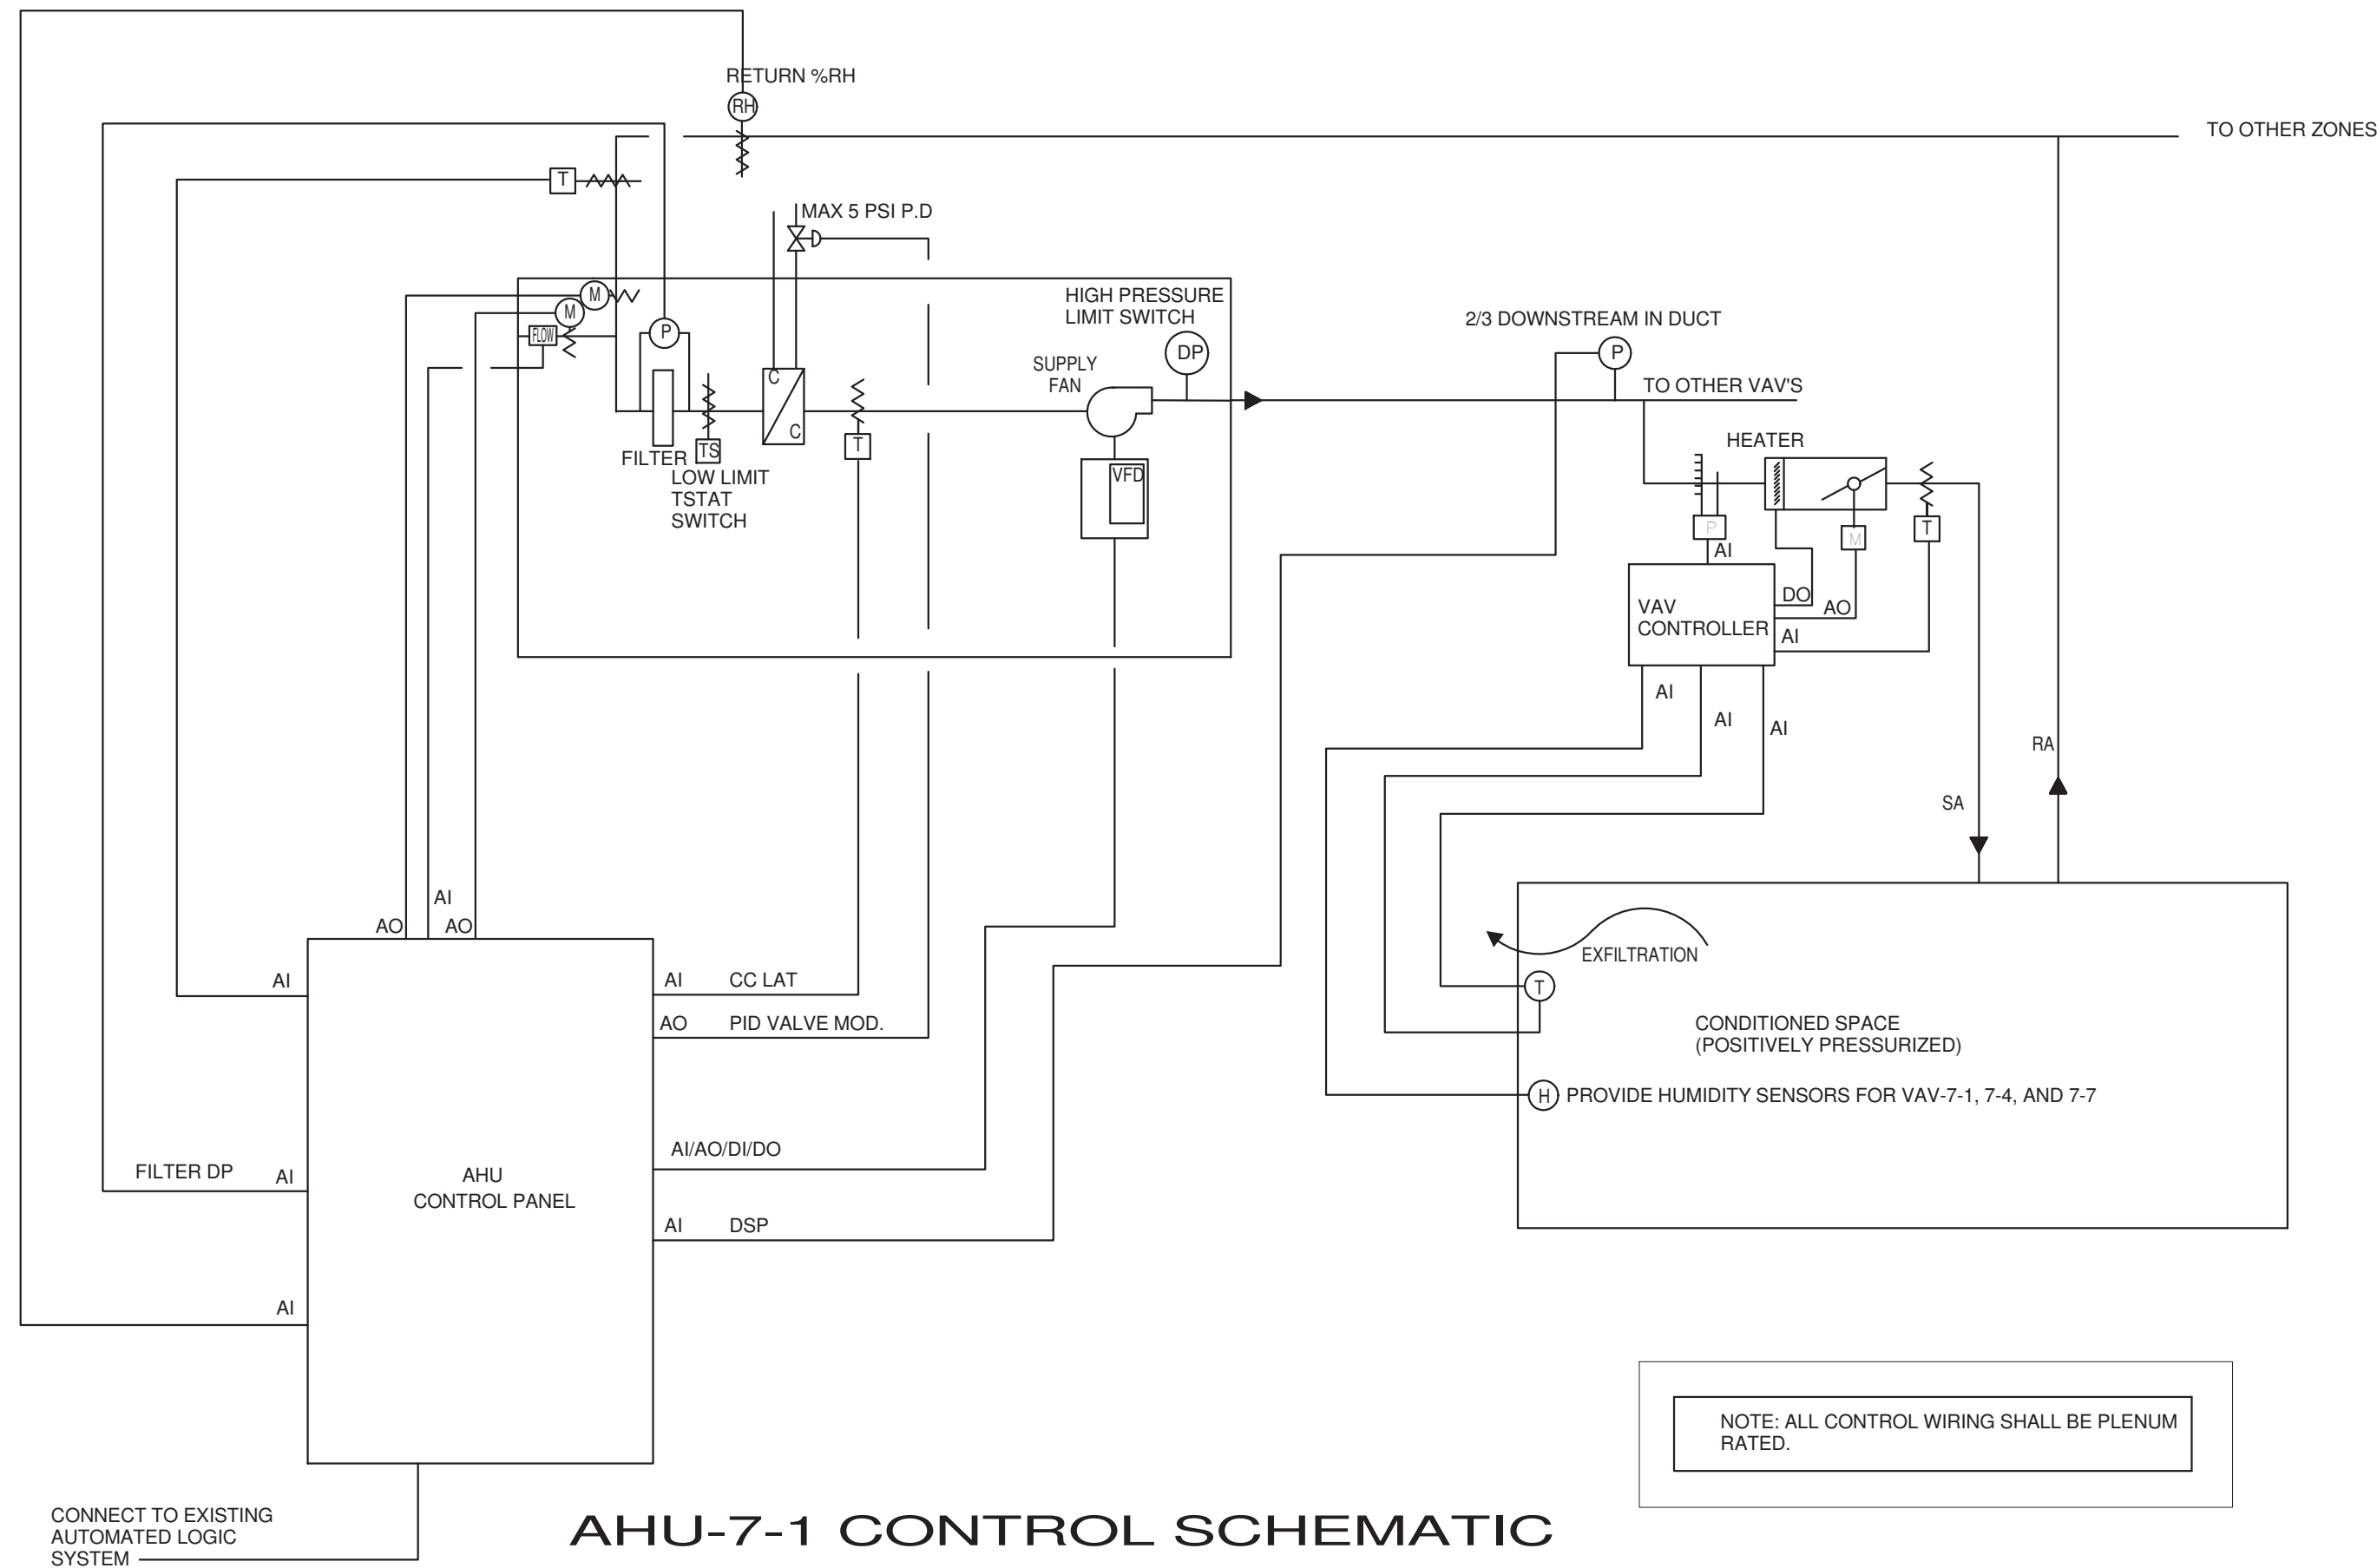 RETURN %RH
RH
TO OTHER ZONES
T
MAX 5 PSI P.D
M
M
FLOW
P
HIGH PRESSURE
LIMIT SWITCH
DP
SUPPLY
FAN
2/3 DOWNSTREAM IN DUCT
P
TO OTHER VAV'S
C
C
T
FILTER
TS
LOW LIMIT
TSTAT
SWITCH
VFD
HEATER
P
M
T
AI
VAV
CONTROLLER
DO
AO
AI
AI
AI
AI
RA
SA
AI
AO
AO
EXFILTRATION
AI
AI
CC LAT
T
AO
PID VALVE MOD.
CONDITIONED SPACE
(POSITIVELY PRESSURIZED)
H
PROVIDE HUMIDITY SENSORS FOR VAV-7-1, 7-4, AND 7-7
AI/AO/DI/DO
FILTER DP
AI
AHU
CONTROL PANEL
AI
DSP
AI
NOTE: ALL CONTROL WIRING SHALL BE PLENUM
RATED.
CONNECT TO EXISTING
AUTOMATED LOGIC
SYSTEM
AHU-7-1 CONTROL SCHEMATIC